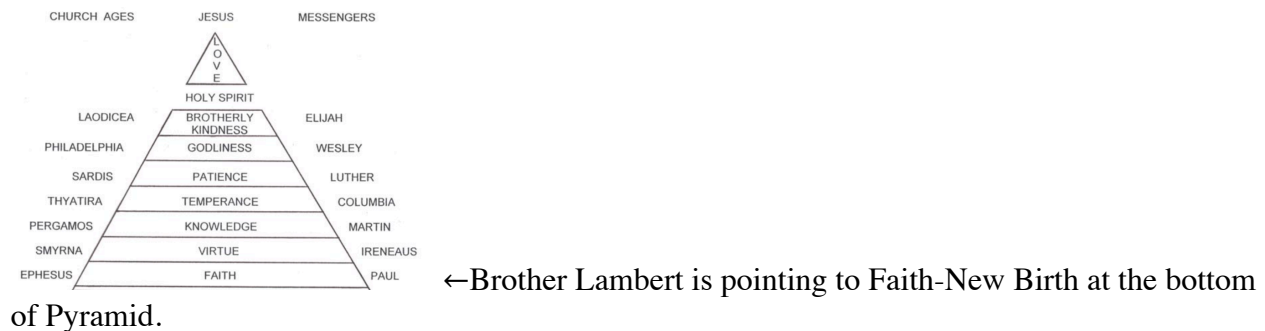 CHURCH AGES JESUS MESSENGERS
L
O
V
E
HOLY SPIRIT
LAODICEA BROTHERLY KINDNESS ELIJAH
PHILADELPHIA GODLINESS WESLEY
SARDIS PATIENCE LUTHER
THYATIRA TEMPERANCE COLUMBIA
PERGAMOS KNOWLEDGE MARTIN
SMYRNA VIRTUE IRENEAUS
EPHESUS FAITH PAUL
←Brother Lambert is pointing to Faith-New Birth at the bottom
of Pyramid.